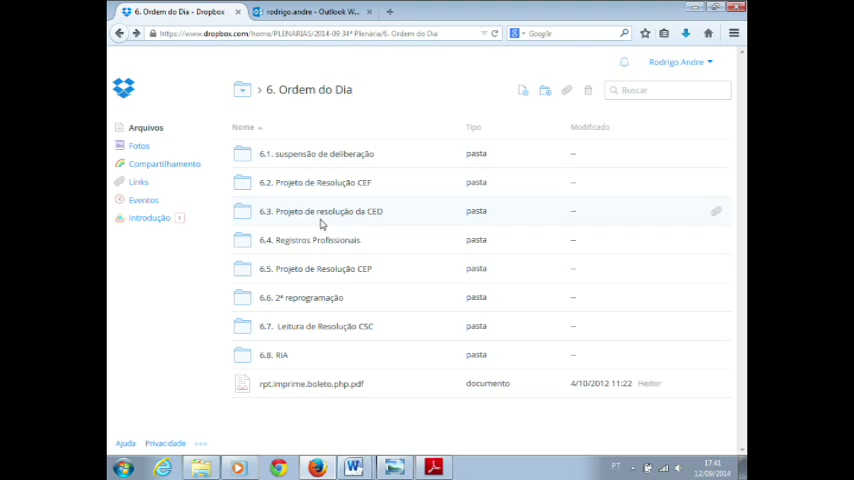 6. Ordem do Dia - Dropbox
rodrigo.andre - Outlook W...
https://www.dropbox.com/home/PLENARIAS/2014-09 34ª Plenária/6. Ordem do Dia
Google
Rodrigo Andre
6. Ordem do Dia
Buscar
Nome Tipo Modificado
Arquivos
Fotos
Compartilhamento
Links
Eventos
Introdução 1
6.1. suspensão de deliberação pasta --
6.2. Projeto de Resolução CEF pasta --
6.3. Projeto de resolução da CED pasta --
6.4. Registros Profissionais pasta --
6.5. Projeto de Resolução CEP pasta --
6.6. 2ª reprogramação pasta --
6.7. Leitura de Resolução CSC pasta --
6.8. RIA pasta --
rpt.imprime.boleto.php.pdf documento 4/10/2012 11:22 Heitor
Ajuda Privacidade
PT 17:41
12/09/2014